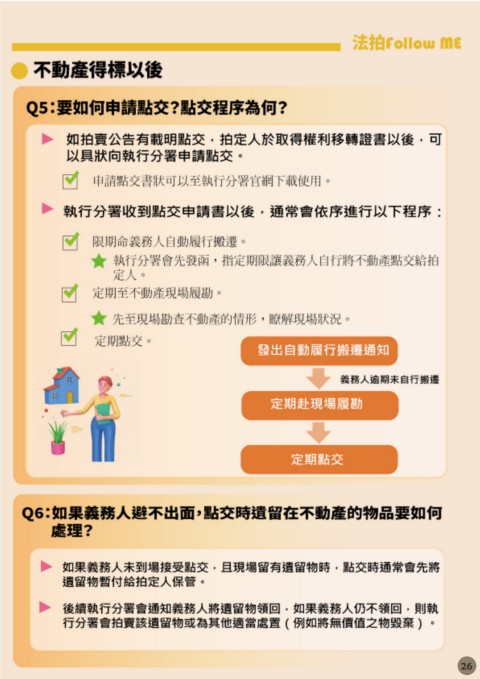 法拍Follow ME
不動產得標以後
Q5：要如何申請點交？點交程序為何？
如拍賣公告有載明點交，拍定人於取得權利移轉證書以後，可
以具狀向執行分署申請點交。
申請點交書狀可以至執行分署官網下載使用。
執行分署收到點交申請書以後，通常會依序進行以下程序：
限期命義務人自動履行搬遷。
執行分署會先發函，指定期限讓義務人自行將不動產點交給拍
定人。
定期至不動產現場履勘。
先至現場勘查不動產的情形，瞭解現場狀況。
定期點交。
發出自動履行搬遷通知
義務人逾期未自行搬遷
定期赴現場履勘
定期點交
Q6：如果義務人避不出面，點交時遺留在不動產的物品要如何
處理？
如果義務人未到場接受點交，且現場留有遺留物時，點交時通常會先將
遺留物暫付給拍定人保管。
後續執行分署會通知義務人將遺留物領回，如果義務人仍不領回，則執
行分署會拍賣該遺留物或為其他適當處置（例如將無價值之物毀棄）。
26